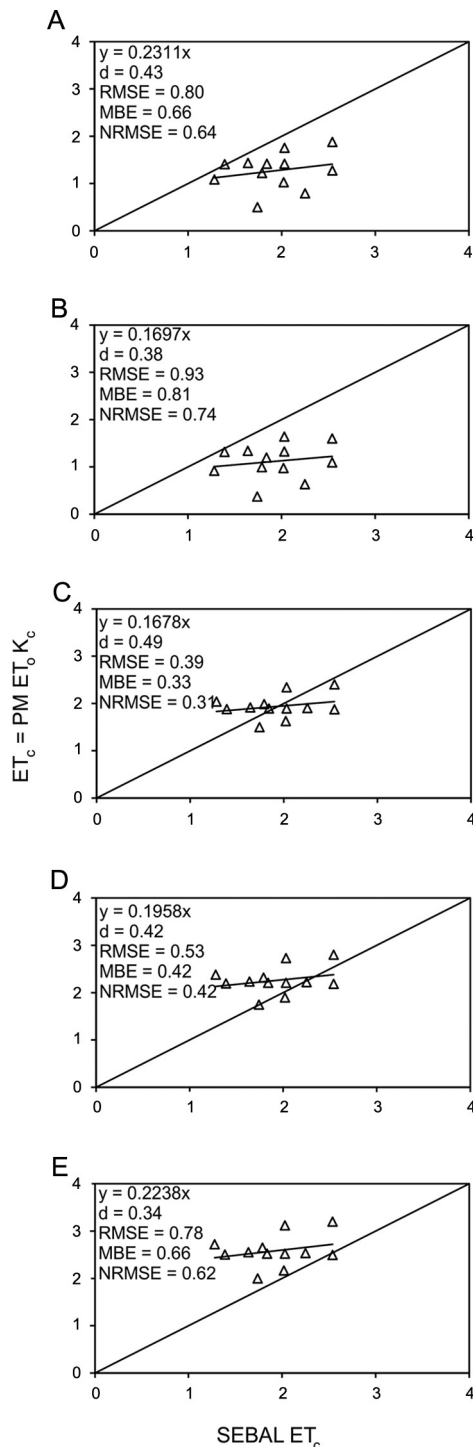 A
4
y = 0.2311x
d = 0.43
3
RMSE = 0.80
MBE = 0.66
2
NRMSE = 0.64
1
0
0 1 2 3 4
B
4
y = 0.1697x
d = 0.38
3
RMSE = 0.93
MBE = 0.81
2
NRMSE = 0.74
1
0
0 1 2 3 4
C
4
y = 0.1678x
d = 0.49
3
RMSE = 0.39
MBE = 0.33
2
NRMSE = 0.31
1
0
0 1 2 3 4
ETc = PM ETo Kc
D
4
y = 0.1958x
d = 0.42
3
RMSE = 0.53
MBE = 0.42
2
NRMSE = 0.42
1
0
0 1 2 3 4
E
4
y = 0.2238x
d = 0.34
3
RMSE = 0.78
MBE = 0.66
2
NRMSE = 0.62
1
0
0 1 2 3 4
SEBAL ETc